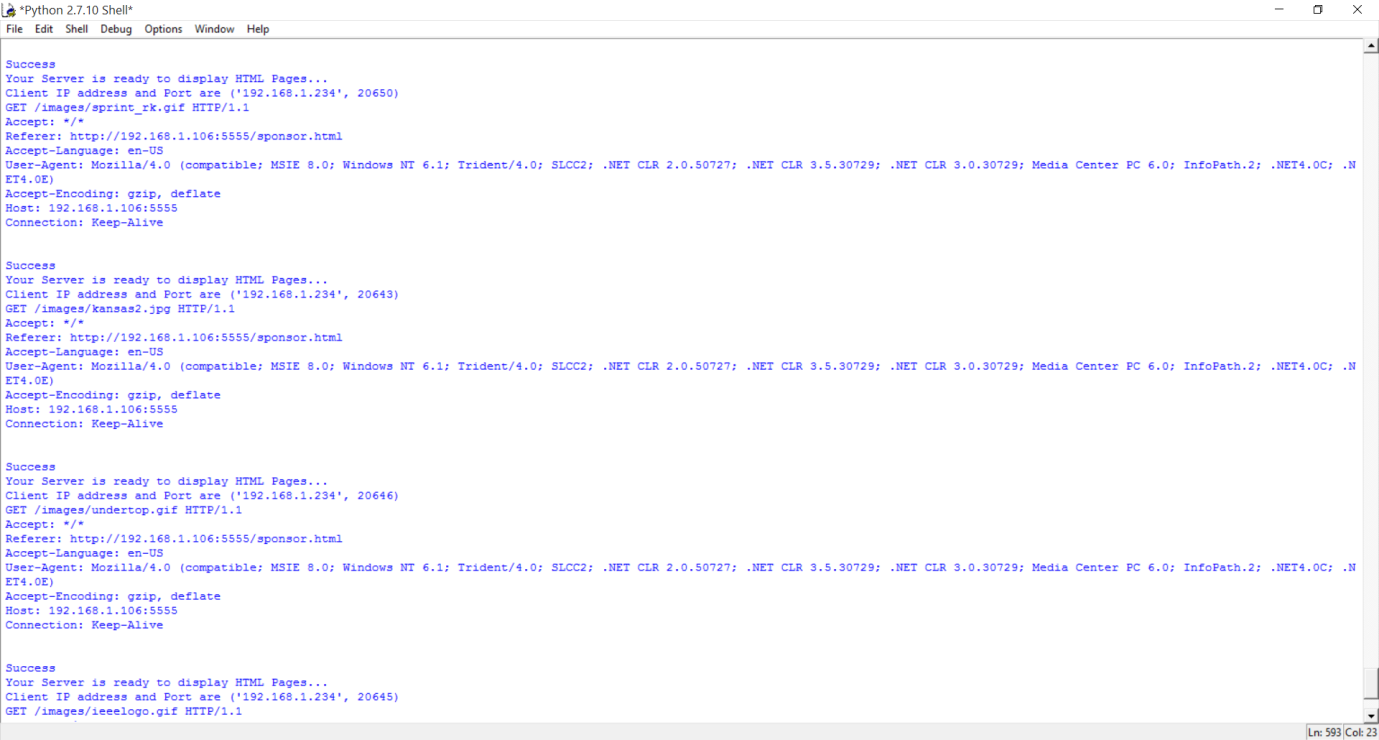 *Python 2.7.10 Shell*
File Edit Shell Debug Options Window Help
Success
Your Server is ready to display HTML Pages...
Client IP address and Port are ('192.168.1.234', 20650)
GET /images/sprint_rk.gif HTTP/1.1
Accept: */*
Referer: http://192.168.1.106:5555/sponsor.html
Accept-Language: en-US
User-Agent: Mozilla/4.0 (compatible; MSIE 8.0; Windows NT 6.1; Trident/4.0; SLCC2; .NET CLR 2.0.50727; .NET CLR 3.5.30729; .NET CLR 3.0.30729; Media Center PC 6.0; InfoPath.2; .NET4.0C; .N
ET4.0E)
Accept-Encoding: gzip, deflate
Host: 192.168.1.106:5555
Connection: Keep-Alive
Success
Your Server is ready to display HTML Pages...
Client IP address and Port are ('192.168.1.234', 20643)
GET /images/kansas2.jpg HTTP/1.1
Accept: */*
Referer: http://192.168.1.106:5555/sponsor.html
Accept-Language: en-US
User-Agent: Mozilla/4.0 (compatible; MSIE 8.0; Windows NT 6.1; Trident/4.0; SLCC2; .NET CLR 2.0.50727; .NET CLR 3.5.30729; .NET CLR 3.0.30729; Media Center PC 6.0; InfoPath.2; .NET4.0C; .N
ET4.0E)
Accept-Encoding: gzip, deflate
Host: 192.168.1.106:5555
Connection: Keep-Alive
Success
Your Server is ready to display HTML Pages...
Client IP address and Port are ('192.168.1.234', 20646)
GET /images/undertop.gif HTTP/1.1
Accept: */*
Referer: http://192.168.1.106:5555/sponsor.html
Accept-Language: en-US
User-Agent: Mozilla/4.0 (compatible; MSIE 8.0; Windows NT 6.1; Trident/4.0; SLCC2; .NET CLR 2.0.50727; .NET CLR 3.5.30729; .NET CLR 3.0.30729; Media Center PC 6.0; InfoPath.2; .NET4.0C; .N
ET4.0E)
Accept-Encoding: gzip, deflate
Host: 192.168.1.106:5555
Connection: Keep-Alive
Success
Your Server is ready to display HTML Pages...
Client IP address and Port are ('192.168.1.234', 20645)
GET /images/ieeelogo.gif HTTP/1.1
Ln: 593 Col: 23